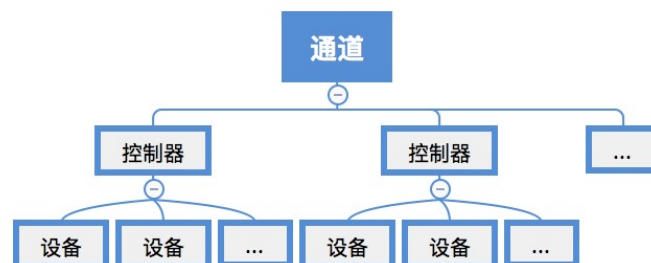 通道
控制器 控制器 ...
设备 设备 ... 设备 设备 ...